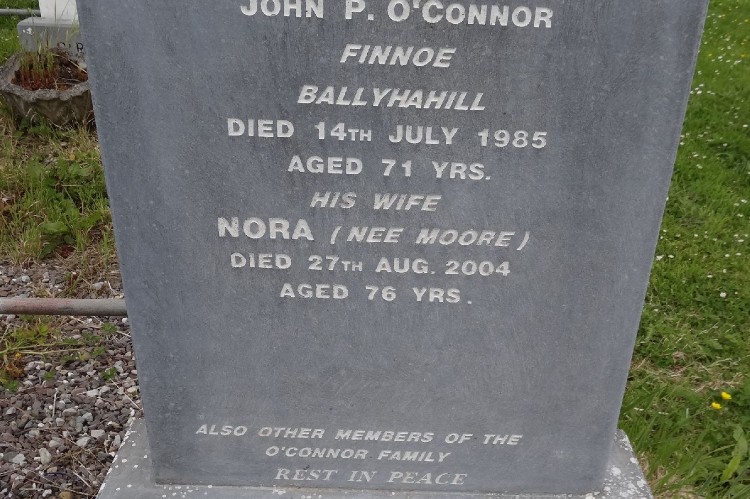 JOHN P. O'CONNOR
FINNOE
BALLYHAHILL
DIED 14TH JULY 1985
AGED 71 YRS.
HIS WIFE
NORA (NEE MOORE)
DIED 27TH AUG. 2004
AGED 76 YRS.
ALSO OTHER MEMBERS OF THE
O'CONNOR FAMILY
REST IN PEACE